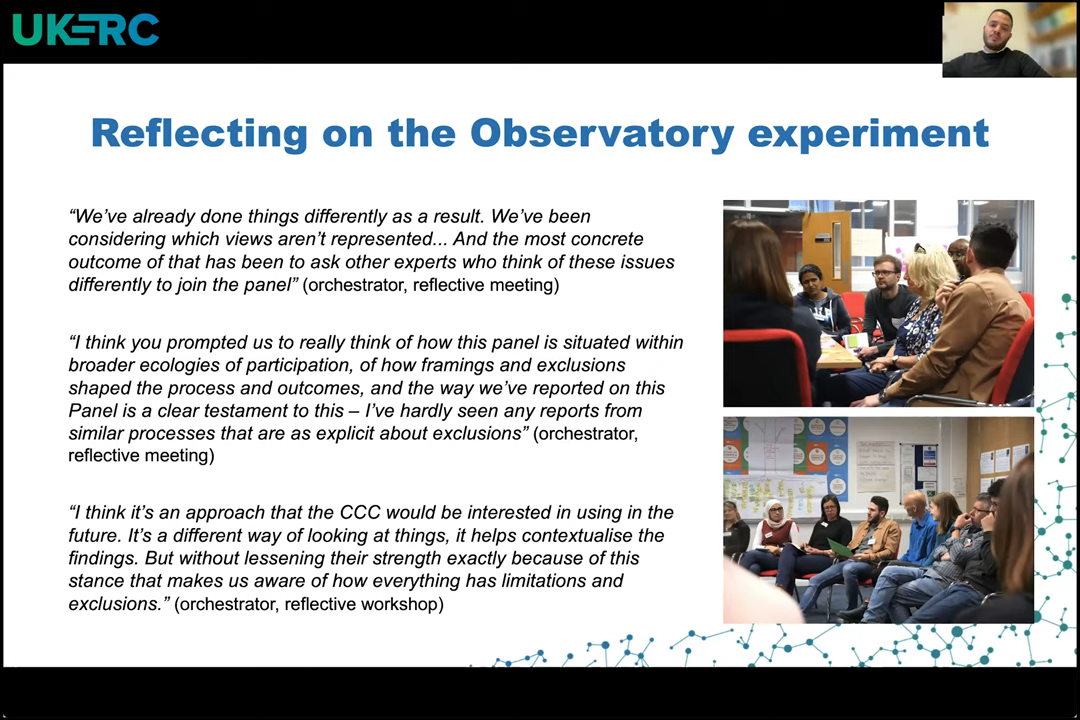 UKERC
Reflecting on the Observatory experiment
“We’ve already done things differently as a result. We’ve been
considering which views aren’t represented... And the most concrete
outcome of that has been to ask other experts who think of these issues
differently to join the panel” (orchestrator, reflective meeting)
“I think you prompted us to really think of how this panel is situated within
broader ecologies of participation, of how framings and exclusions
shaped the process and outcomes, and the way we’ve reported on this
Panel is a clear testament to this – I’ve hardly seen any reports from
similar processes that are as explicit about exclusions” (orchestrator,
reflective meeting)
“I think it’s an approach that the CCC would be interested in using in the
future. It’s a different way of looking at things, it helps contextualise the
findings. But without lessening their strength exactly because of this
stance that makes us aware of how everything has limitations and
exclusions.” (orchestrator, reflective workshop)